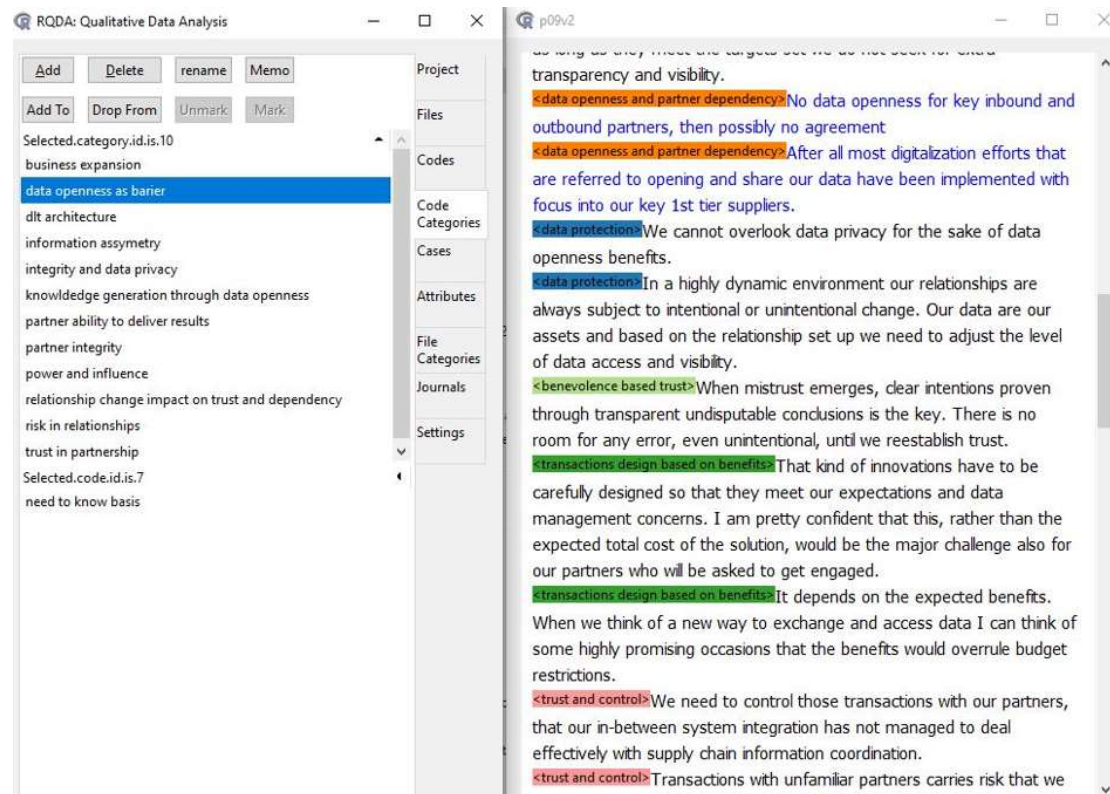 RQDA: Qualitative Data Analysis
Add Delete rename Memo
Add To Drop From Unmark Mark
Selected.category.id.is.10
business expansion
data openness as barier
dlt architecture
information assymetry
integrity and data privacy
knowldedge generation through data openness
partner ability to deliver results
partner integrity
power and influence
relationship change impact on trust and dependency
risk in relationships
trust in partnership
Selected.code.id.is.7
need to know basis
Project
Files
Codes
Code
Categories
Cases
Attributes
File
Categories
Journals
Settings
p09v2
as long as they meet the targets set we do not seek for extra
transparency and visibility.
<data openness and partner dependency>No data openness for key inbound and
outbound partners, then possibly no agreement
<data openness and partner dependency>After all most digitalization efforts that
are referred to opening and share our data have been implemented with
focus into our key 1st tier suppliers.
<data protection>We cannot overlook data privacy for the sake of data
openness benefits.
<data protection>In a highly dynamic environment our relationships are
always subject to intentional or unintentional change. Our data are our
assets and based on the relationship set up we need to adjust the level
of data access and visibility.
<benevolence based trust>When mistrust emerges, clear intentions proven
through transparent undisputable conclusions is the key. There is no
room for any error, even unintentional, until we reestablish trust.
<transactions design based on benefits>That kind of innovations have to be
carefully designed so that they meet our expectations and data
management concerns. I am pretty confident that this, rather than the
expected total cost of the solution, would be the major challenge also for
our partners who will be asked to get engaged.
<transactions design based on benefits>It depends on the expected benefits.
When we think of a new way to exchange and access data I can think of
some highly promising occasions that the benefits would overrule budget
restrictions.
<trust and control>We need to control those transactions with our partners,
that our in-between system integration has not managed to deal
effectively with supply chain information coordination.
<trust and control>Transactions with unfamiliar partners carries risk that we